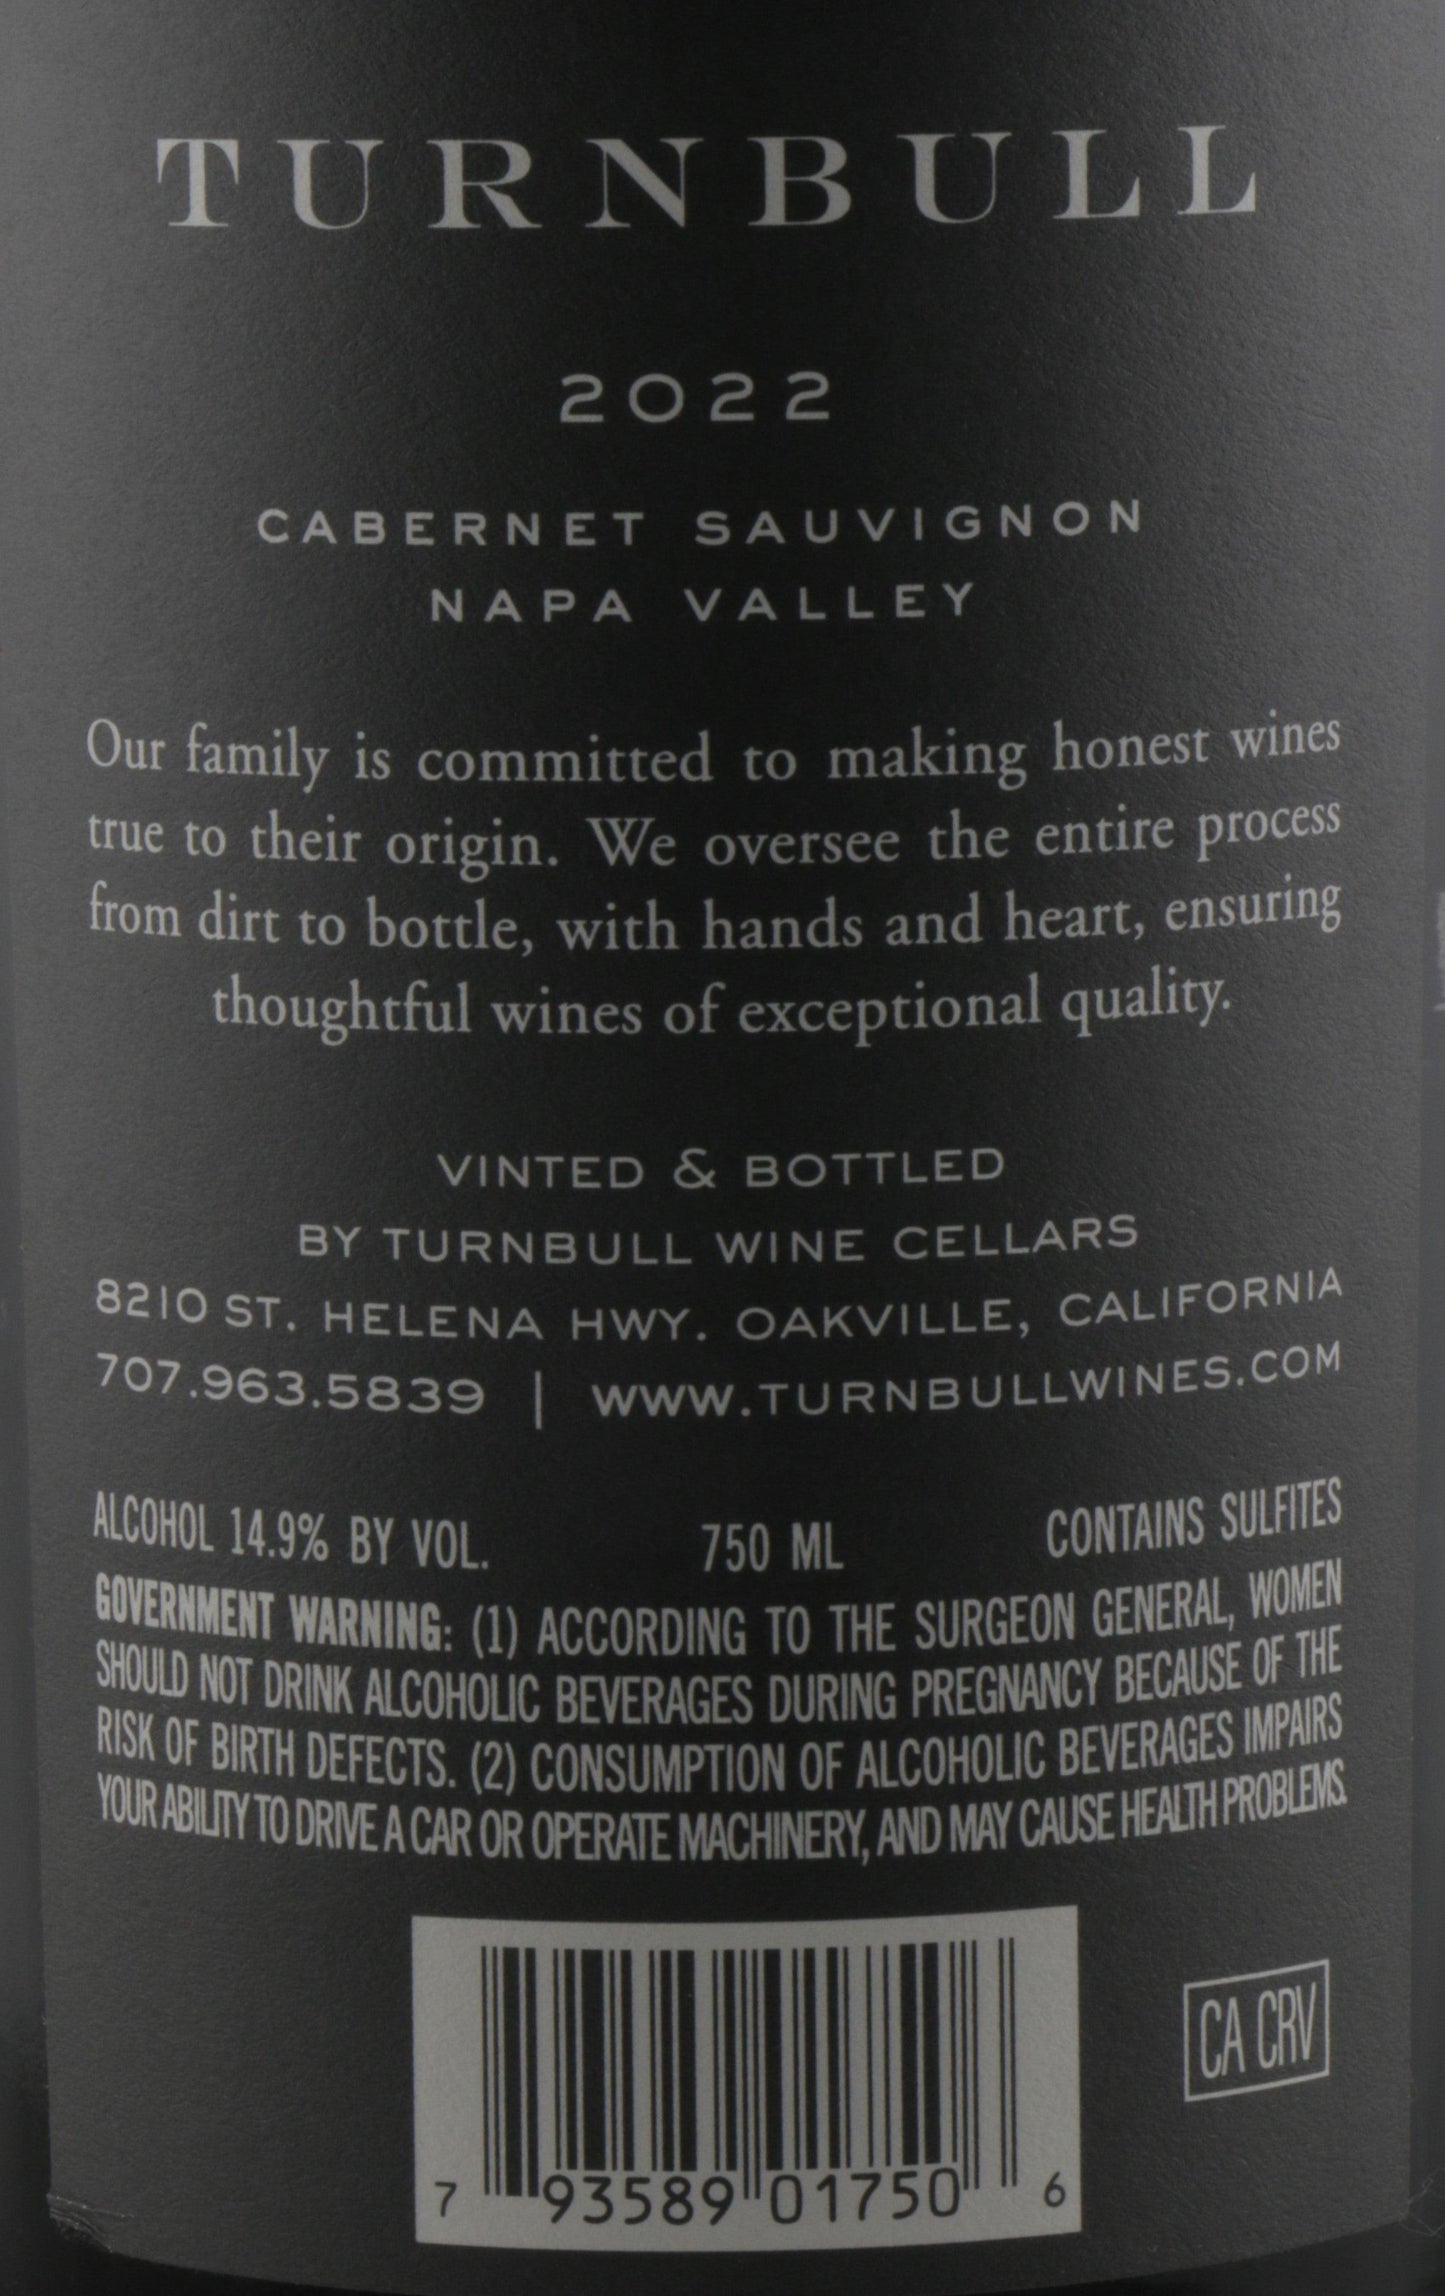 TURNBULL
2022
CABERNET SAUVIGNON
NAPA VALLEY
Our family is committed to making honest wines
true to their origin. We oversee the entire process
from dirt to bottle, with hands and heart, ensuring
thoughtful wines of exceptional quality.
VINTED & BOTTLED
BY TURNBULL WINE CELLARS
8210 ST. HELENA HWY. OAKVILLE, CALIFORNIA
707.963.5839 | WWW.TURNBULLWINES.COM
ALCOHOL 14.9% BY VOL. 750 ML CONTAINS SULFITES
GOVERNMENT WARNING: (1) ACCORDING TO THE SURGEON GENERAL, WOMEN
SHOULD NOT DRINK ALCOHOLIC BEVERAGES DURING PREGNANCY BECAUSE OF THE
RISK OF BIRTH DEFECTS. (2) CONSUMPTION OF ALCOHOLIC BEVERAGES IMPAIRS
YOUR ABILITY TO DRIVE A CAR OR OPERATE MACHINERY, AND MAY CAUSE HEALTH PROBLEMS.
CA CRV
7 93589 01750 6